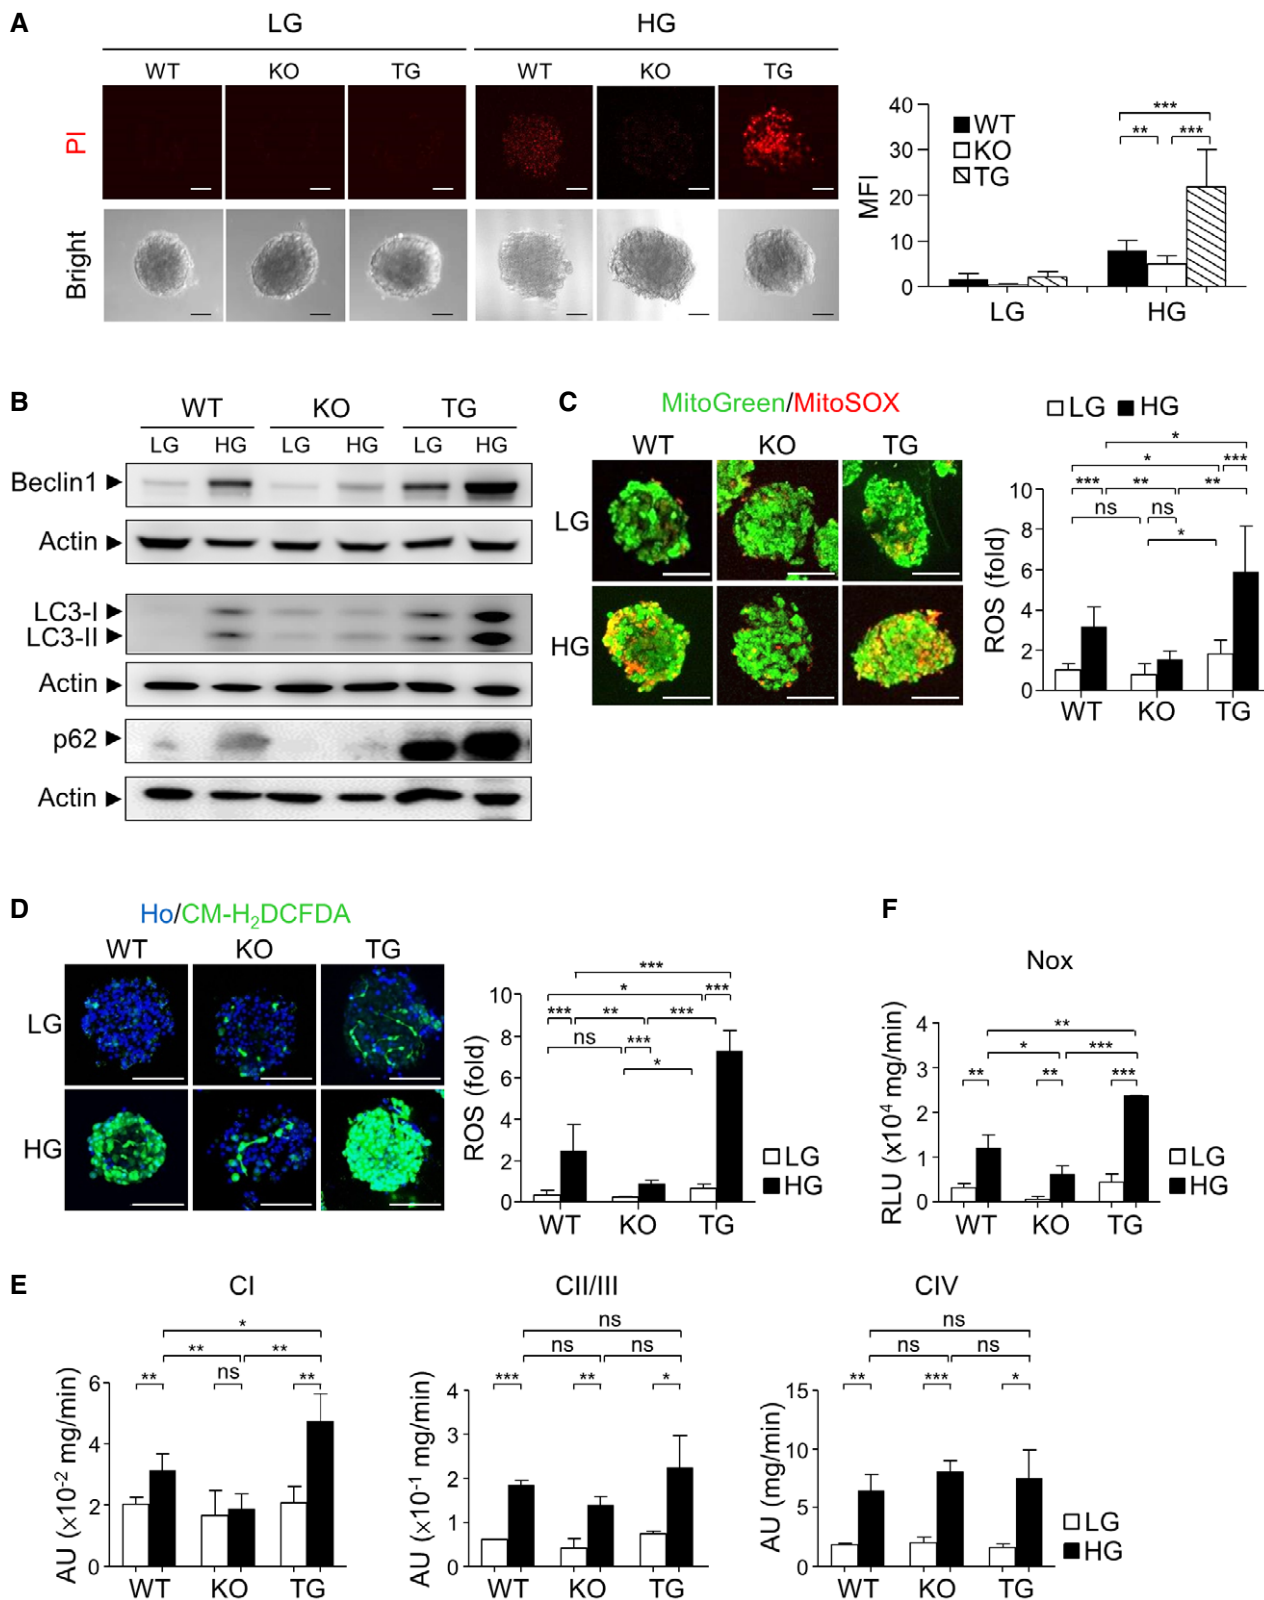 A
LG HG
WT KO TG WT KO TG
PI
Bright
MFI
40
30
20
10
0
WT
KO
TG
*** 
** ***
LG HG
B
WT KO TG
LG HG LG HG LG HG
Beclin1
Actin
LC3-I
LC3-II
Actin
p62
Actin
C
MitoGreen/MitoSOX
WT KO TG
LG
HG
LG HG
*
* ***
*** ** **
ns ns
*
ROS (fold)
10
8
6
4
2
0
WT KO TG
D
Ho/CM-H₂DCFDA
WT KO TG
LG
HG
***
* ***
*** ** ***
ns ***
*
ROS (fold)
10
8
6
4
2
0
WT KO TG
LG
HG
F
Nox
**
* ***
** ** ***
RLU (x10⁴ mg/min)
4
3
2
1
0
WT KO TG
LG
HG
E
CI
*
** **
** ns **
AU (x10⁻² mg/min)
6
4
2
0
WT KO TG
CII/III
ns
ns ns
*** ** *
AU (x10⁻¹ mg/min)
4
3
2
1
0
WT KO TG
CIV
ns
ns ns
** *** *
AU (mg/min)
15
10
5
0
WT KO TG
LG
HG